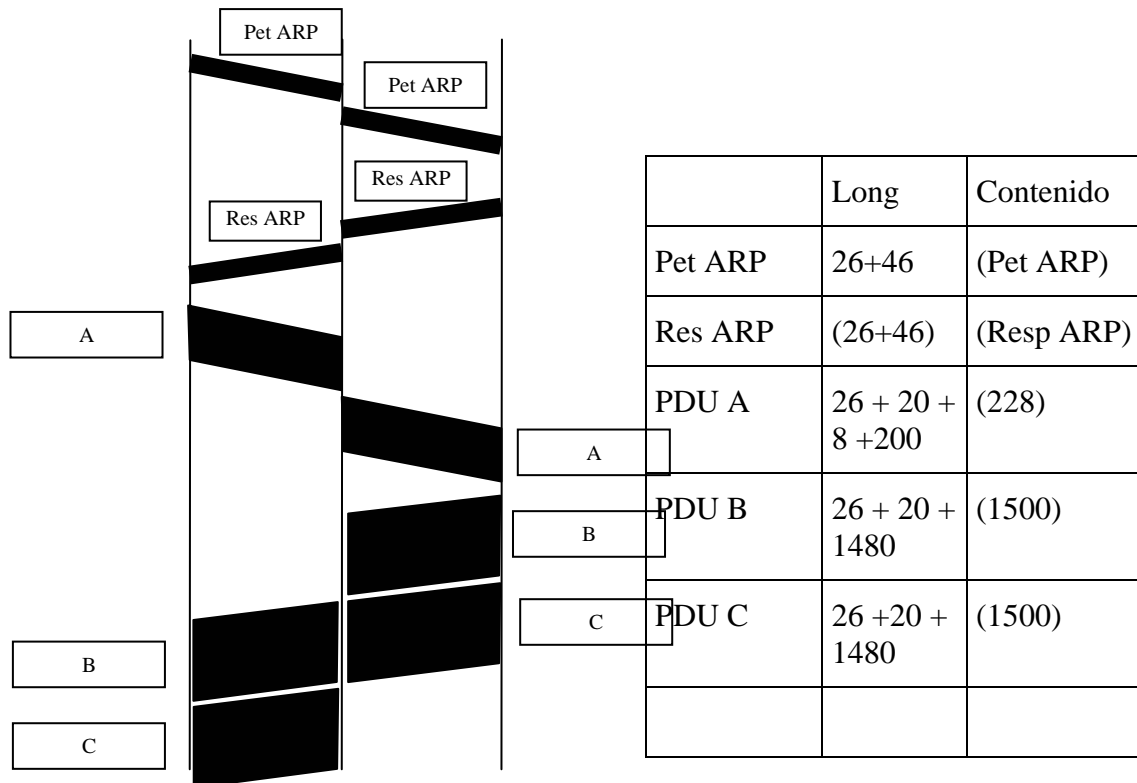 Pet ARP
Pet ARP
Res ARP
Res ARP
A
A
B
C
B
C
Long Contenido
Pet ARP 26+46 (Pet ARP)
Res ARP (26+46) (Resp ARP)
PDU A 26 + 20 + (228)
8 +200
PDU B 26 + 20 + (1500)
1480
PDU C 26 +20 + (1500)
1480